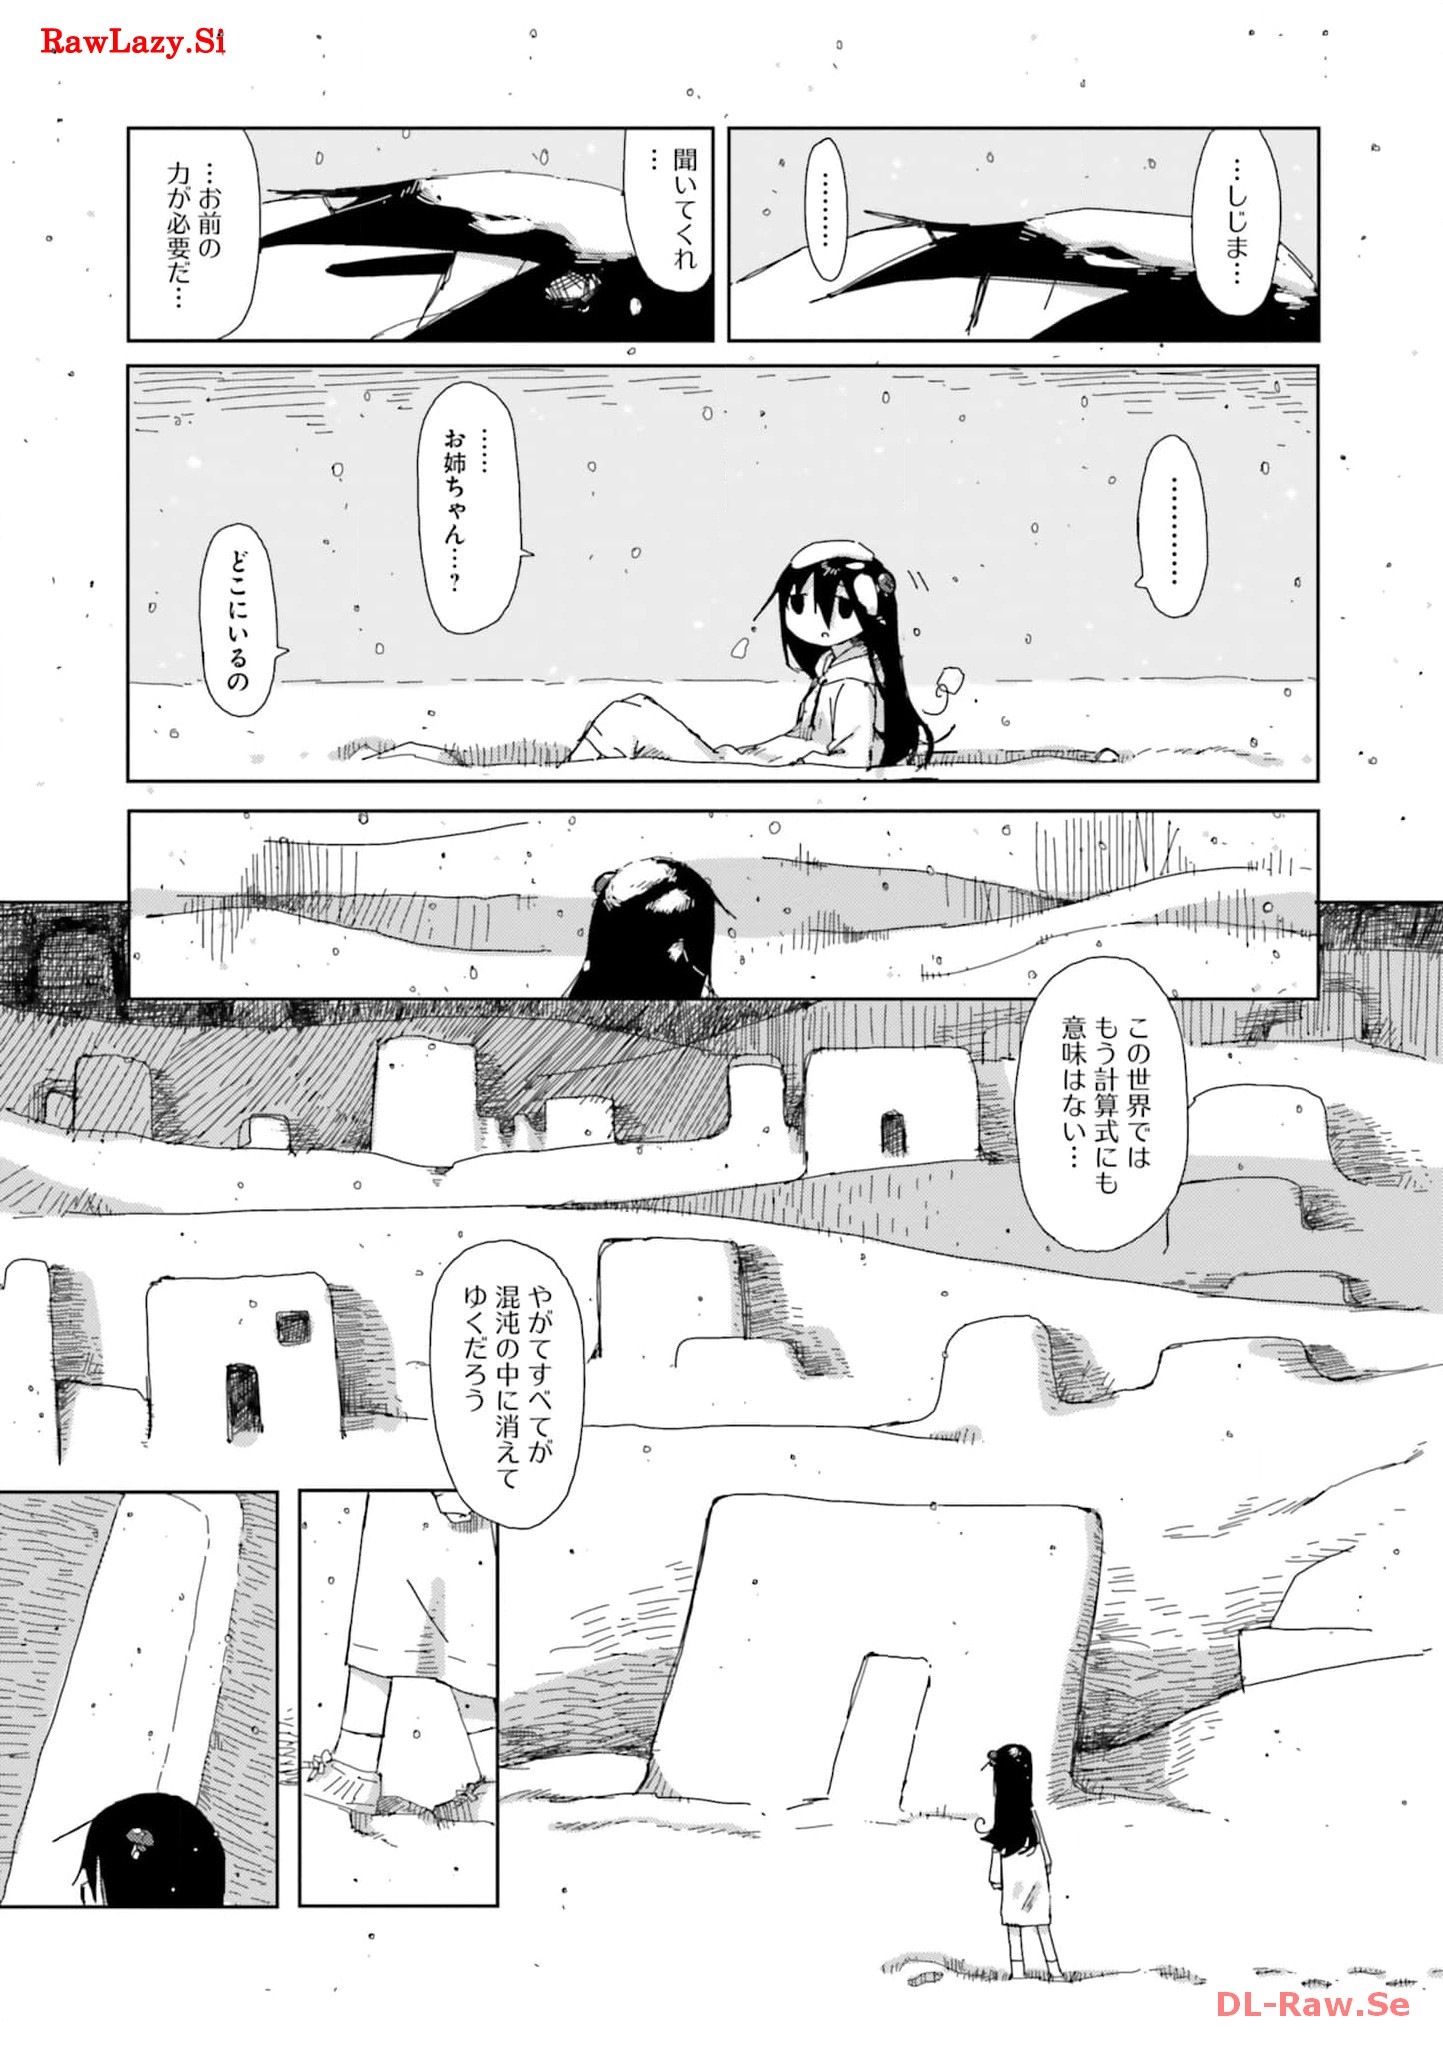 RawLazy.Si
…しじま…
…………
聞いてくれ
…
…お前の
力が必要だ…
…………
……
お姉ちゃん…?
どこにいるの
この世界では
もう計算式にも
意味はない…
やがてすべてが
混沌の中に消えて
ゆくだろう
DL-Raw.Se